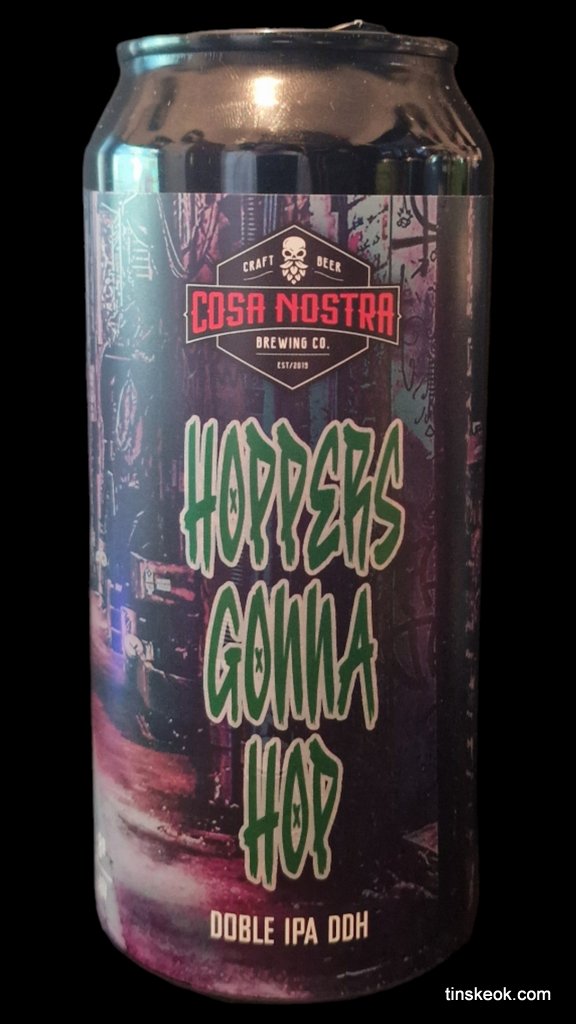 CRAFT BEER
COSA NOSTRA
BREWING CO.
EST/2019
HOPPERS
GONNA
HOP
DOBLE IPA DDH
tinskeok.com